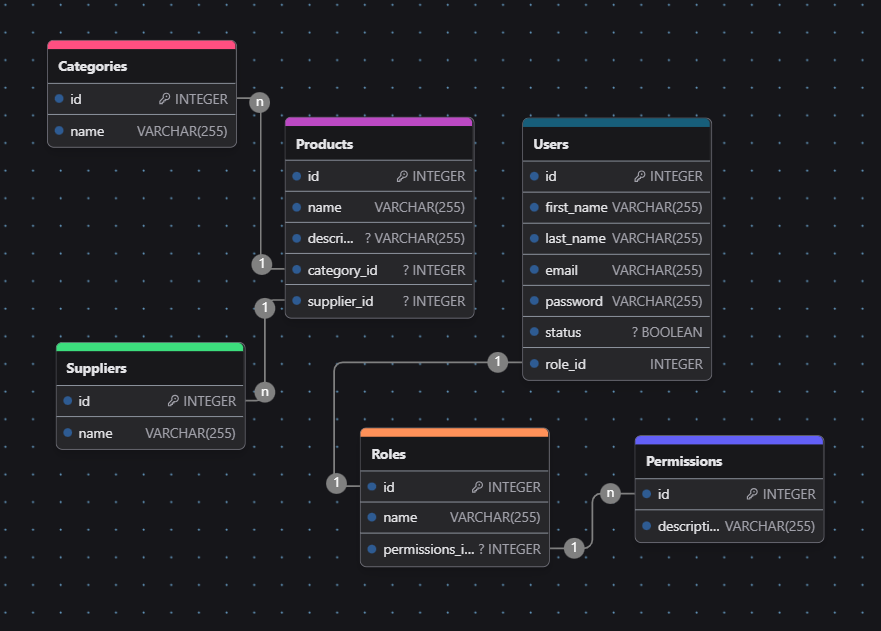 Categories
id INTEGER
n
name VARCHAR(255)
Products
id INTEGER
name VARCHAR(255)
descri... ? VARCHAR(255)
1
category_id ? INTEGER
1
supplier_id ? INTEGER
Users
id INTEGER
first_name VARCHAR(255)
last_name VARCHAR(255)
email VARCHAR(255)
password VARCHAR(255)
status ? BOOLEAN
1
role_id INTEGER
Suppliers
id INTEGER
n
name VARCHAR(255)
Roles
1
id INTEGER
name VARCHAR(255)
permissions_i... ? INTEGER
1
Permissions
n
id INTEGER
descripti... VARCHAR(255)